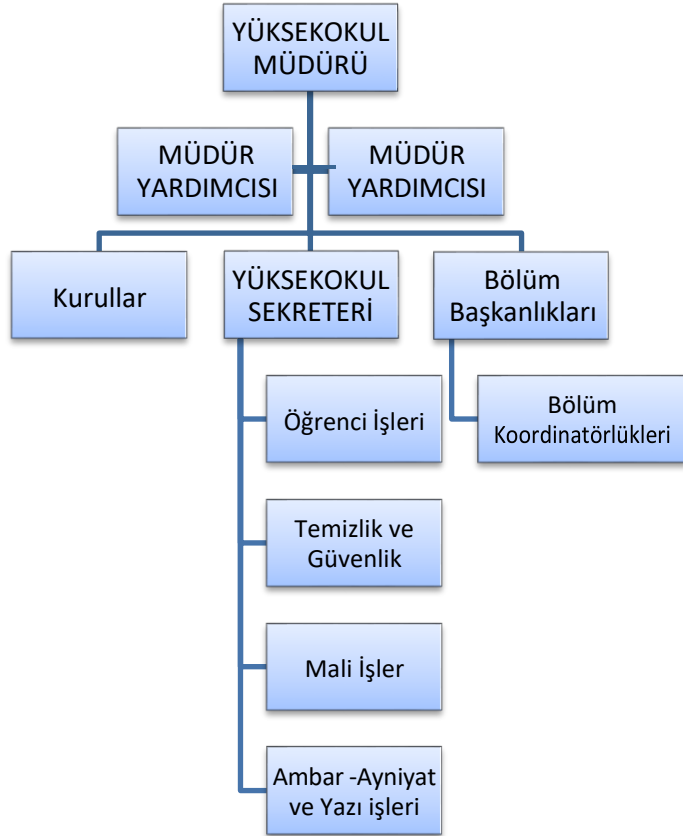 YÜKSEKOKUL
MÜDÜRÜ
MÜDÜR
YARDIMCISI
MÜDÜR
YARDIMCISI
Kurullar
YÜKSEKOKUL
SEKRETERİ
Bölüm
Başkanlıkları
Öğrenci İşleri
Bölüm
Koordinatörlükleri
Temizlik ve
Güvenlik
Mali İşler
Ambar -Ayniyat
ve Yazı işleri